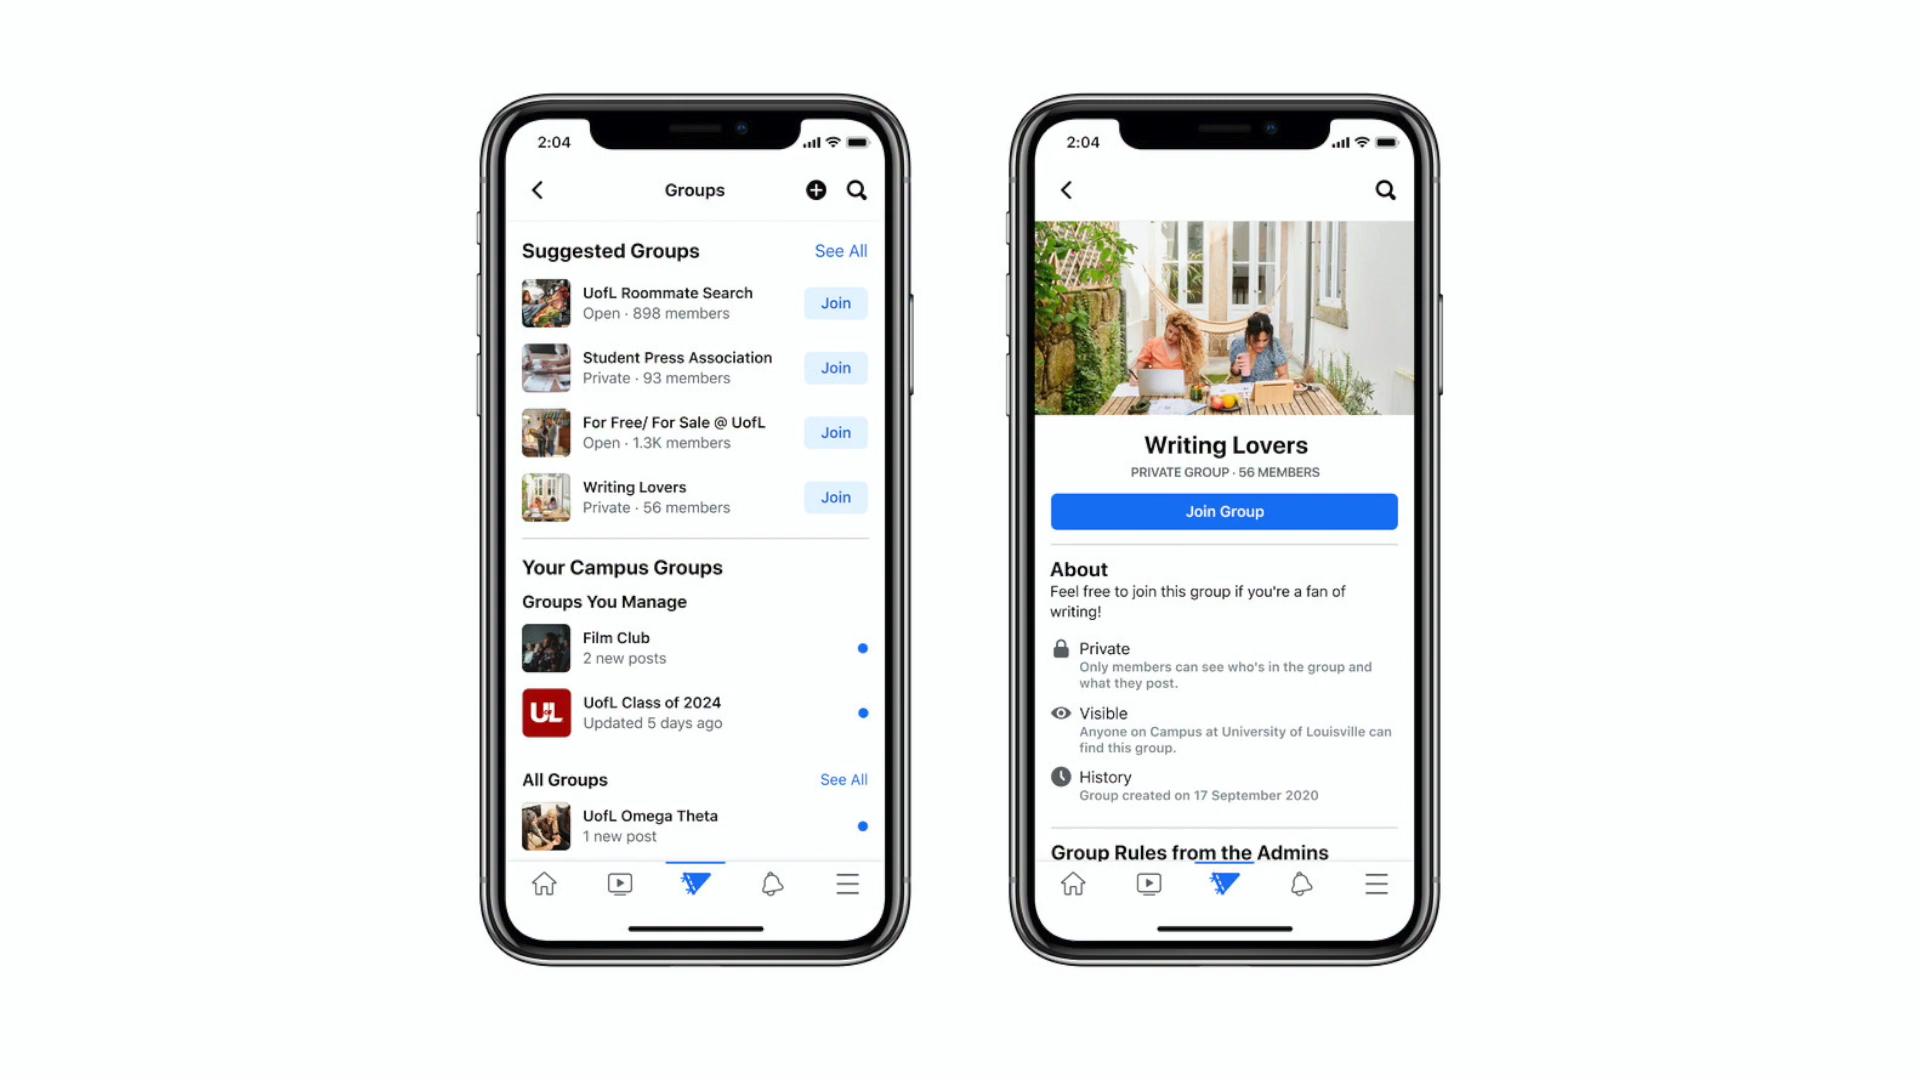 2:04
Groups
Suggested Groups
See All
UofL Roommate Search
Open · 898 members
Join
Student Press Association
Private · 93 members
Join
For Free/ For Sale @ UofL
Open · 1.3K members
Join
Writing Lovers
Private · 56 members
Join
Your Campus Groups
Groups You Manage
Film Club
2 new posts
UofL
UofL Class of 2024
Updated 5 days ago
All Groups
See All
UofL Omega Theta
1 new post
2:04
Writing Lovers
PRIVATE GROUP · 56 MEMBERS
Join Group
About
Feel free to join this group if you're a fan of
writing!
Private
Only members can see who's in the group and
what they post.
Visible
Anyone on Campus at University of Louisville can
find this group.
History
Group created on 17 September 2020
Group Rules from the Admins